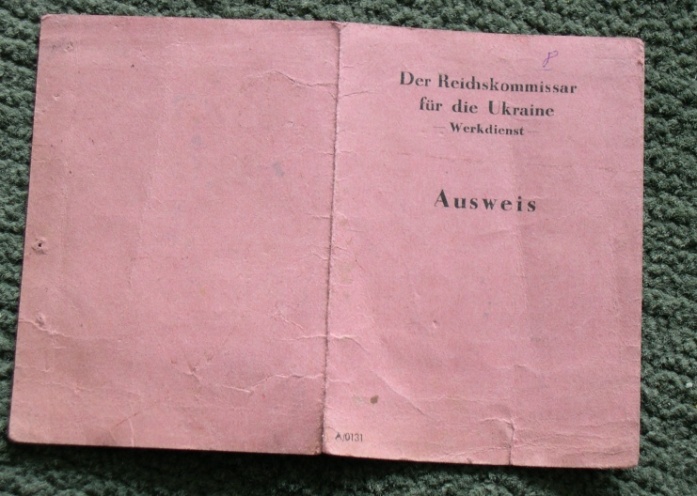 8
Der Reichskommissar
für die Ukraine
- Werkdienst -
Ausweis
A/0131